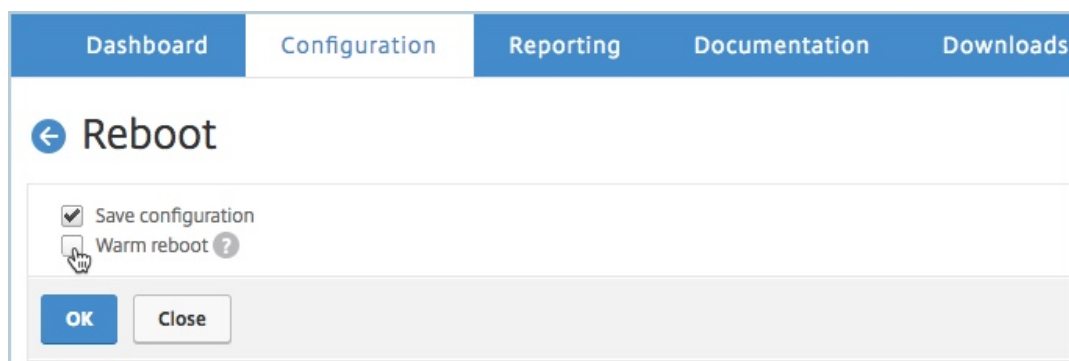 Dashboard Configuration Reporting Documentation Downloads
Reboot
Save configuration
Warm reboot ?
OK Close